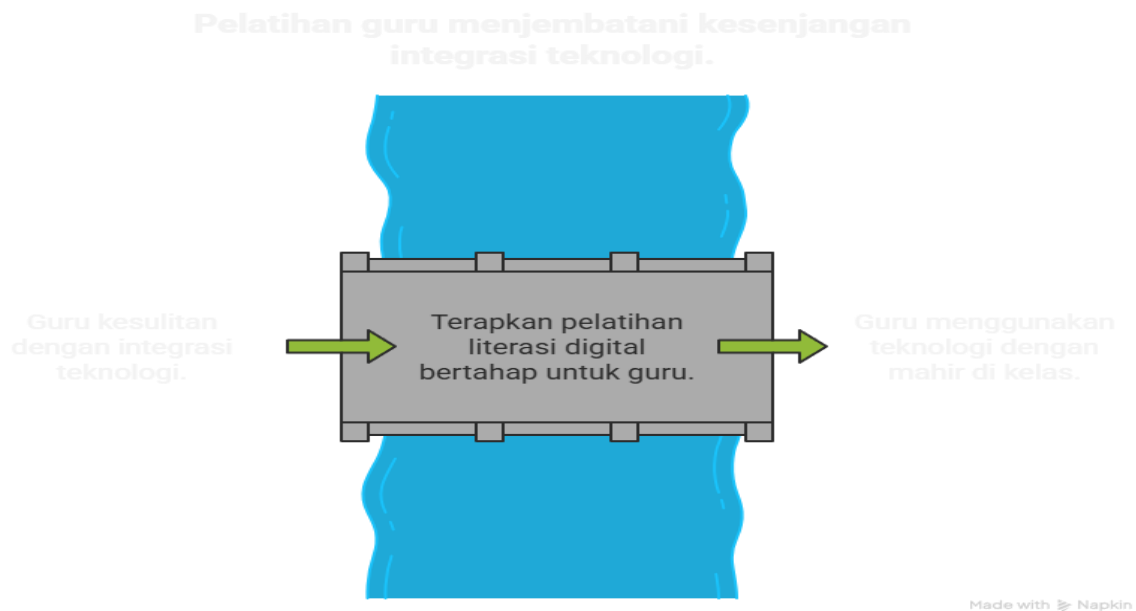 Pelatihan guru menjembatani kesenjangan
integrasi teknologi.
Guru kesulitan
dengan integrasi
teknologi.
Terapkan pelatihan
literasi digital
bertahap untuk guru.
Guru menggunakan
teknologi dengan
mahir di kelas.
Made with Napkin